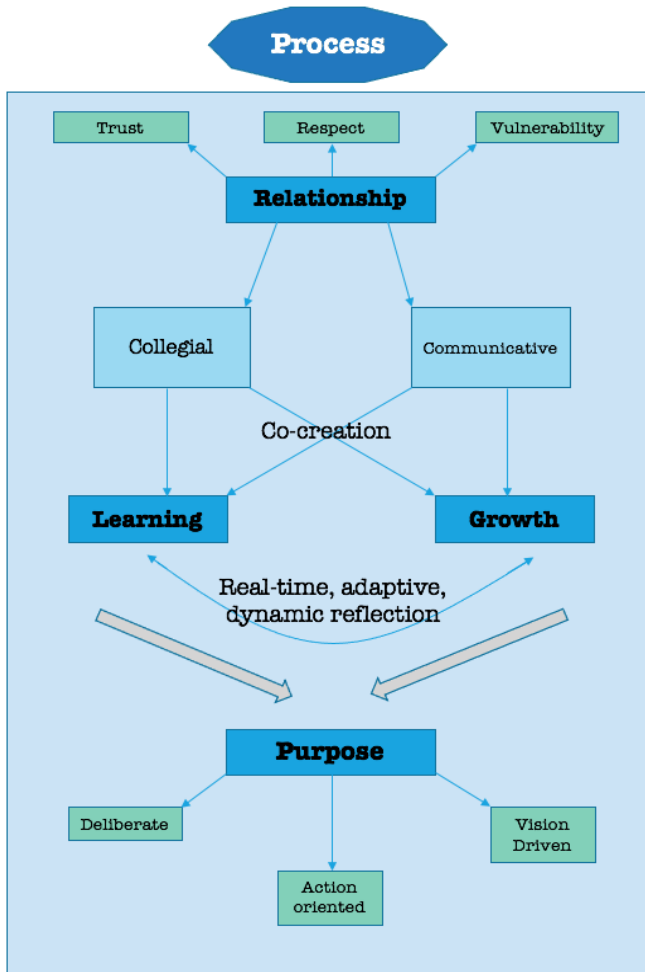 Process
Trust
Respect
Vulnerability
Relationship
Collegial
Communicative
Co-creation
Learning
Growth
Real-time, adaptive,
dynamic reflection
Purpose
Deliberate
Vision
Driven
Action
oriented